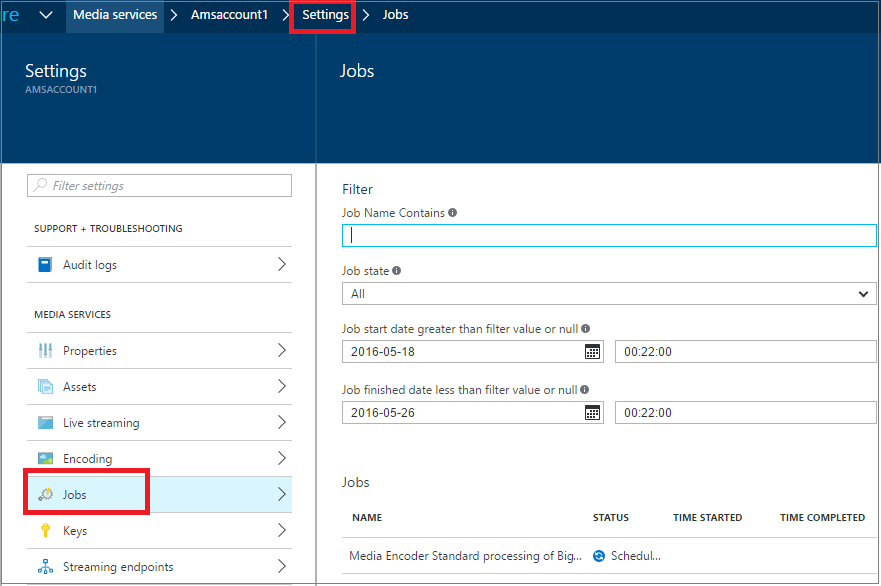 re Media services Amsaccount1 Settings Jobs
Settings
AMSACCOUNT1
Jobs
Filter settings
SUPPORT + TROUBLESHOOTING
Audit logs
MEDIA SERVICES
Properties
Assets
Live streaming
Encoding
Jobs
Keys
Streaming endpoints
Filter
Job Name Contains
Job state
All
Job start date greater than filter value or null
2016-05-18 00:22:00
Job finished date less than filter value or null
2016-05-26 00:22:00
Jobs
NAME STATUS TIME STARTED TIME COMPLETED
Media Encoder Standard processing of Big... Schedul...